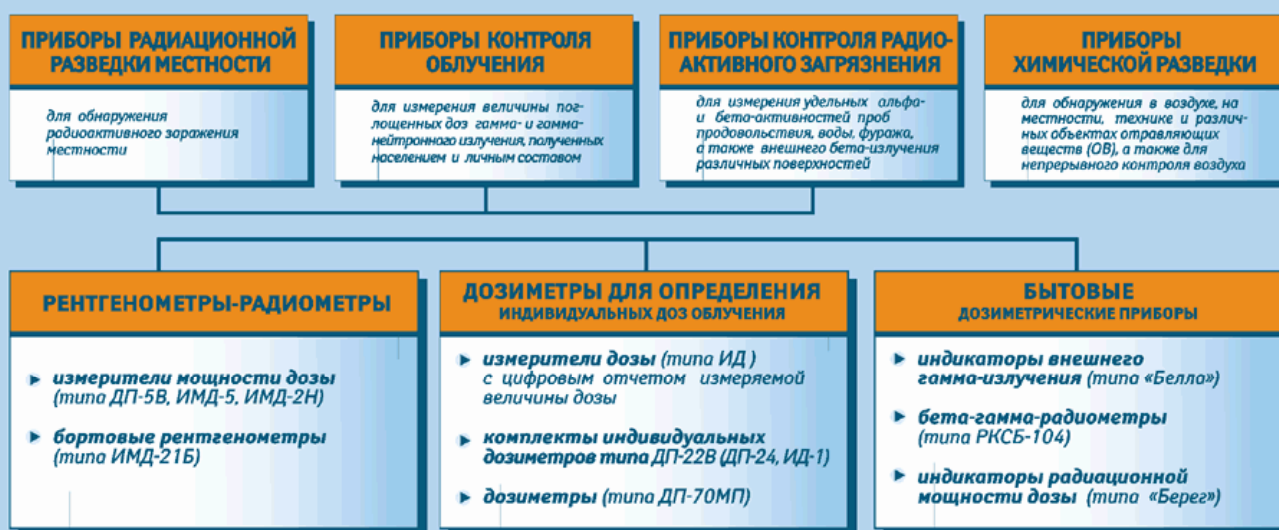 ПРИБОРЫ РАДИАЦИОННОЙ
РАЗВЕДКИ МЕСТНОСТИ
для обнаружения
радиоактивного заражения
местности
ПРИБОРЫ КОНТРОЛЯ
ОБЛУЧЕНИЯ
для измерения величины пог-
лощенных доз гамма- и гамма-
нейтронного излучения, полученных
населением и личным составом
ПРИБОРЫ КОНТРОЛЯ РАДИО-
АКТИВНОГО ЗАГРЯЗНЕНИЯ
для измерения удельных альфа-
и бета-активностей проб
продовольствия, воды, фуража,
а также внешнего бета-излучения
различных поверхностей
ПРИБОРЫ
ХИМИЧЕСКОЙ РАЗВЕДКИ
для обнаружения в воздухе, на
местности, технике и различ-
ных объектах отравляющих
веществ (ОВ), а также для
непрерывного контроля воздуха
РЕНТГЕНОМЕТРЫ-РАДИОМЕТРЫ
измерители мощности дозы
(типа ДП-5В, ИМД-5, ИМД-2Н)
бортовые рентгенометры
(типа ИМД-21Б)
ДОЗИМЕТРЫ ДЛЯ ОПРЕДЕЛЕНИЯ
ИНДИВИДУАЛЬНЫХ ДОЗ ОБЛУЧЕНИЯ
измерители дозы (типа ИД )
с цифровым отчетом измеряемой
величины дозы
комплекты индивидуальных
дозиметров типа ДП-22В (ДП-24, ИД-1)
дозиметры (типа ДП-70МП)
БЫТОВЫЕ
ДОЗИМЕТРИЧЕСКИЕ ПРИБОРЫ
индикаторы внешнего
гамма-излучения (типа «Белла»)
бета-гамма-радиометры
(типа РКСБ-104)
индикаторы радиационной
мощности дозы (типа «Берег»)